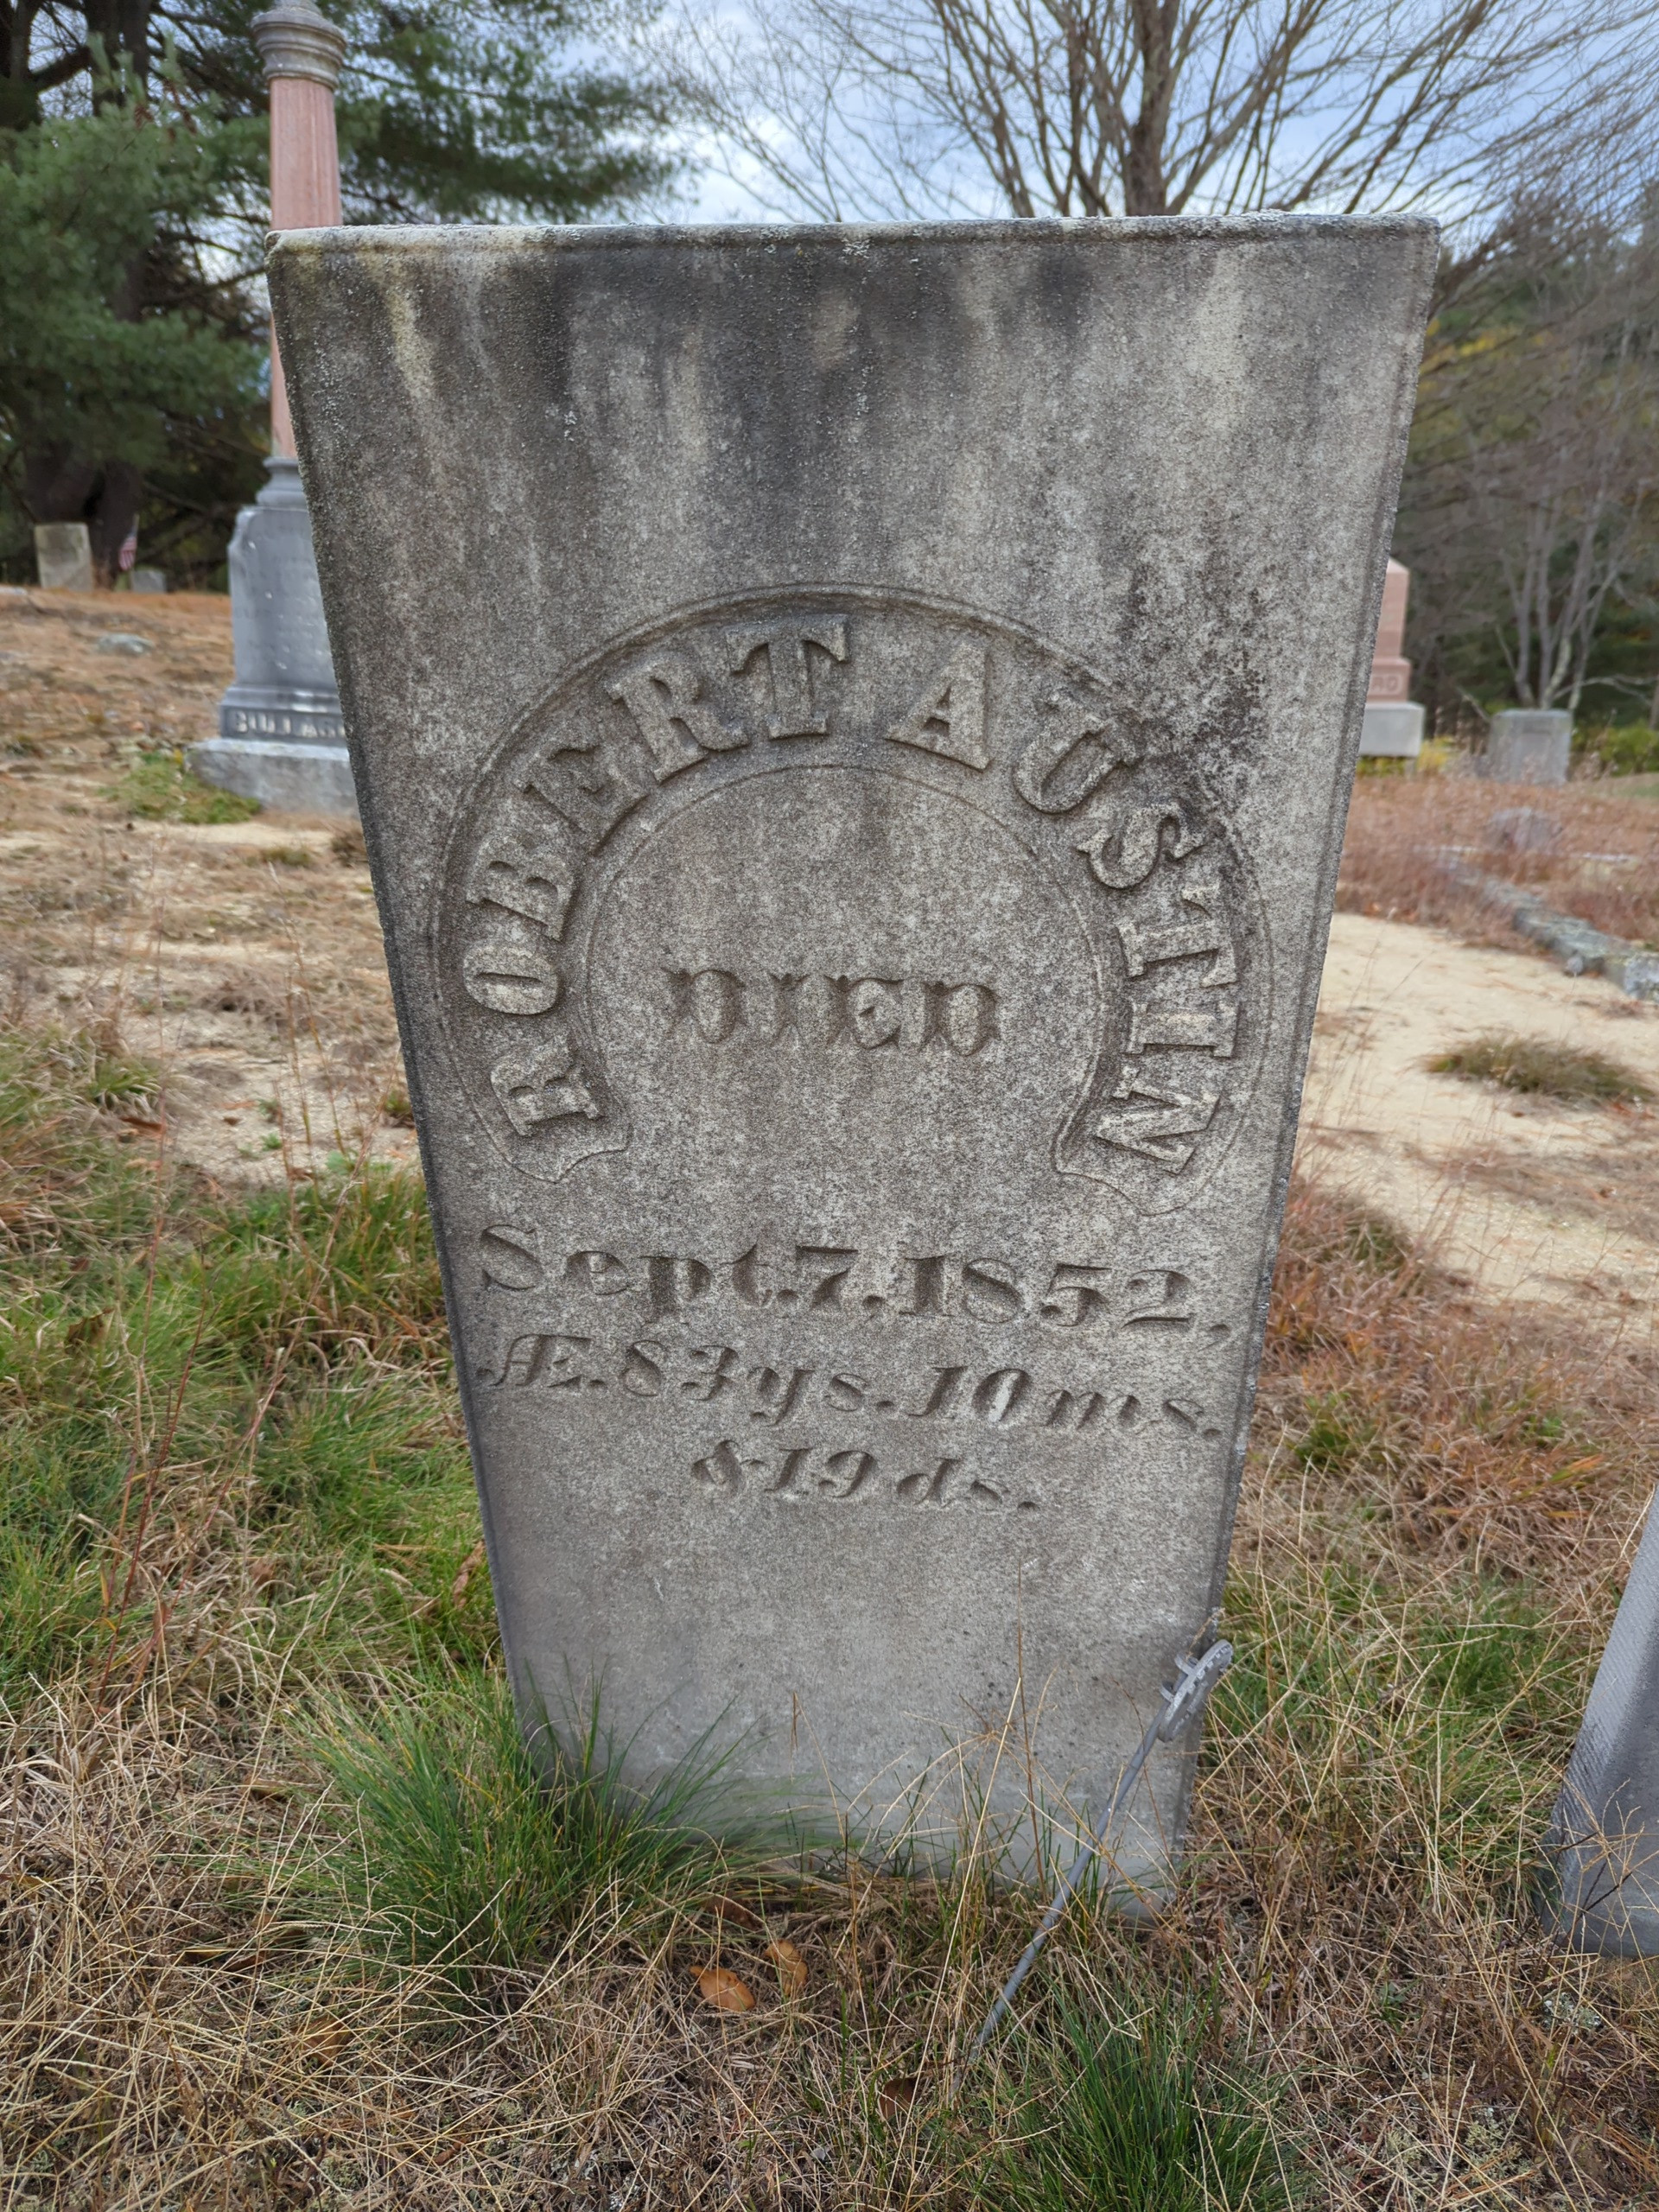 ROBERT AUSTIN
DIED
Sept. 7, 1852,
Æ. 83 ys. 10 ms.
& 19 ds.